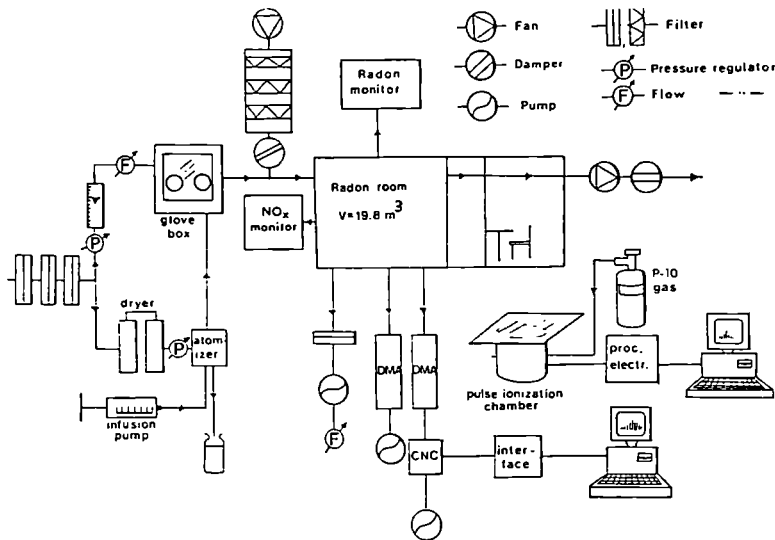 Fan
Filter
Damper
Pressure regulator
Pump
Flow
Radon
monitor
F
P
F
glove
box
P
NOx
monitor
Radon room
V=19.8 m3
dryer
P
atom
izer
infusion
pump
DMA
DMA
F
CNC
inter-
face
P-10
gas
pulse ionization
chamber
proc.
electr.